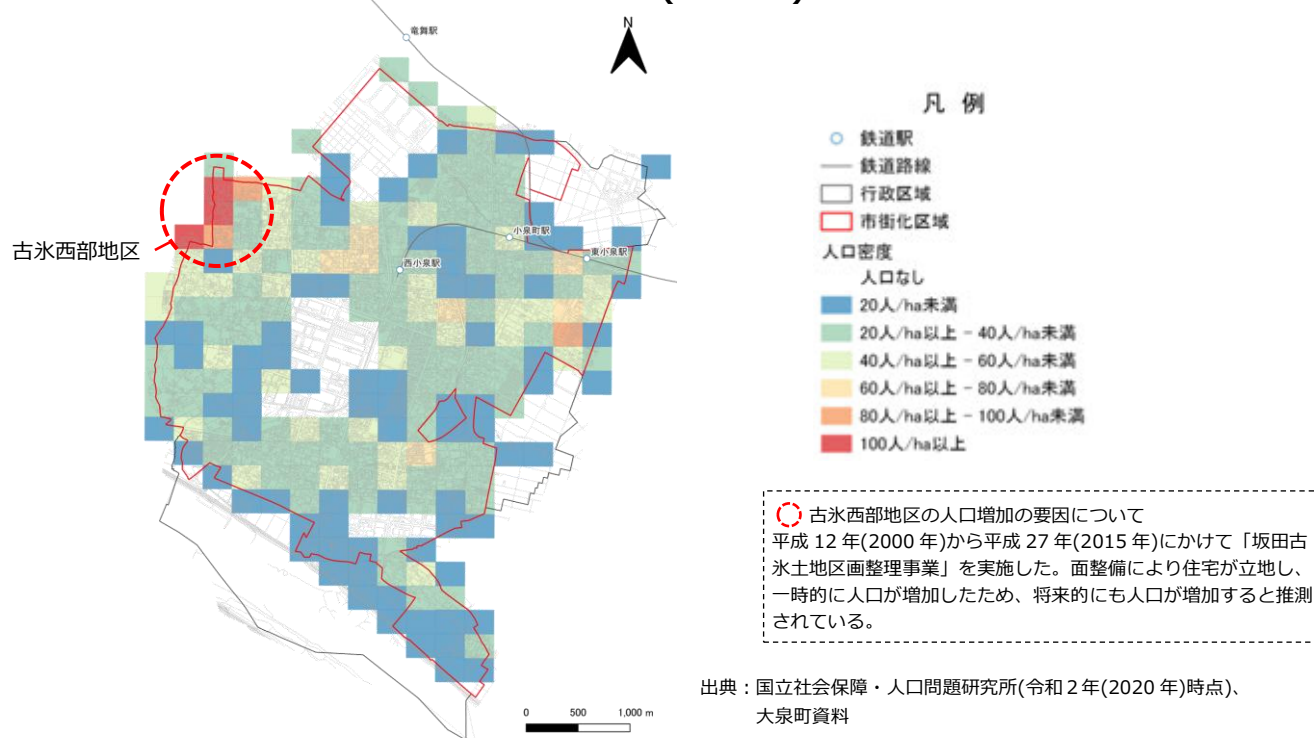 竜舞駅
N
古氷西部地区
小泉町駅
東小泉駅
西小泉駅
0 500 1,000 m
凡 例
鉄道駅
鉄道路線
行政区域
市街化区域
人口密度
人口なし
20人/ha未満
20人/ha以上 - 40人/ha未満
40人/ha以上 - 60人/ha未満
60人/ha以上 - 80人/ha未満
80人/ha以上 - 100人/ha未満
100人/ha以上
古氷西部地区の人口増加の要因について
平成 12 年(2000 年)から平成 27 年(2015 年)にかけて「坂田古
氷土地区画整理事業」を実施した。面整備により住宅が立地し、
一時的に人口が増加したため、将来的にも人口が増加すると推測
されている。
出典：国立社会保障・人口問題研究所(令和２年(2020 年)時点)、
大泉町資料